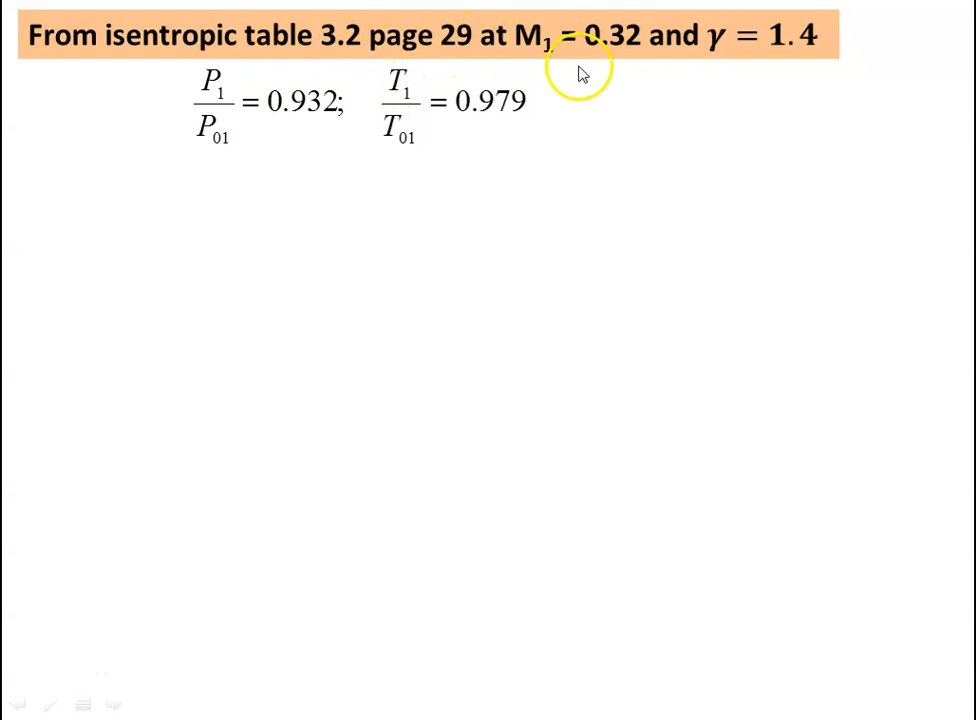 From isentropic table 3.2 page 29 at M₁ = 0.32 and γ = 1.4
P₁/P₀₁ = 0.932; T₁/T₀₁ = 0.979